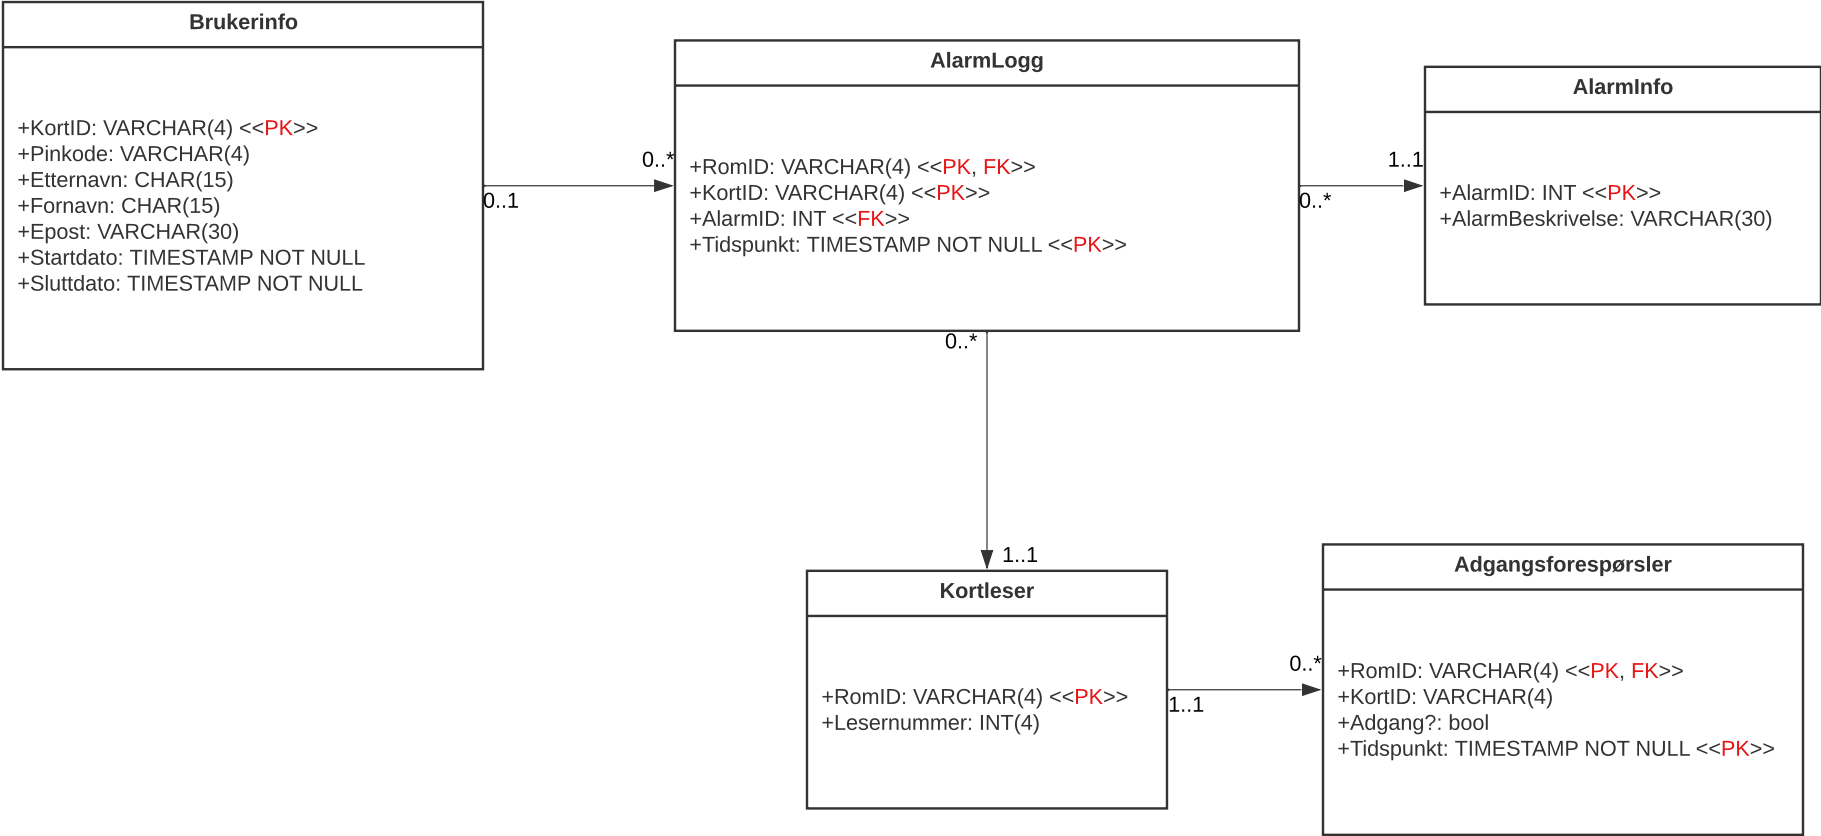 Brukerinfo
+KortID: VARCHAR(4) <<PK>>
+Pinkode: VARCHAR(4)
+Etternavn: CHAR(15)
+Fornavn: CHAR(15)
+Epost: VARCHAR(30)
+Startdato: TIMESTAMP NOT NULL
+Sluttdato: TIMESTAMP NOT NULL
0..1
0..*
AlarmLogg
+RomID: VARCHAR(4) <<PK, FK>>
+KortID: VARCHAR(4) <<PK>>
+AlarmID: INT <<FK>>
+Tidspunkt: TIMESTAMP NOT NULL <<PK>>
0..*
1..1
AlarmInfo
+AlarmID: INT <<PK>>
+AlarmBeskrivelse: VARCHAR(30)
0..*
1..1
Kortleser
+RomID: VARCHAR(4) <<PK>>
+Lesernummer: INT(4)
1..1
0..*
Adgangsforespørsler
+RomID: VARCHAR(4) <<PK, FK>>
+KortID: VARCHAR(4)
+Adgang?: bool
+Tidspunkt: TIMESTAMP NOT NULL <<PK>>